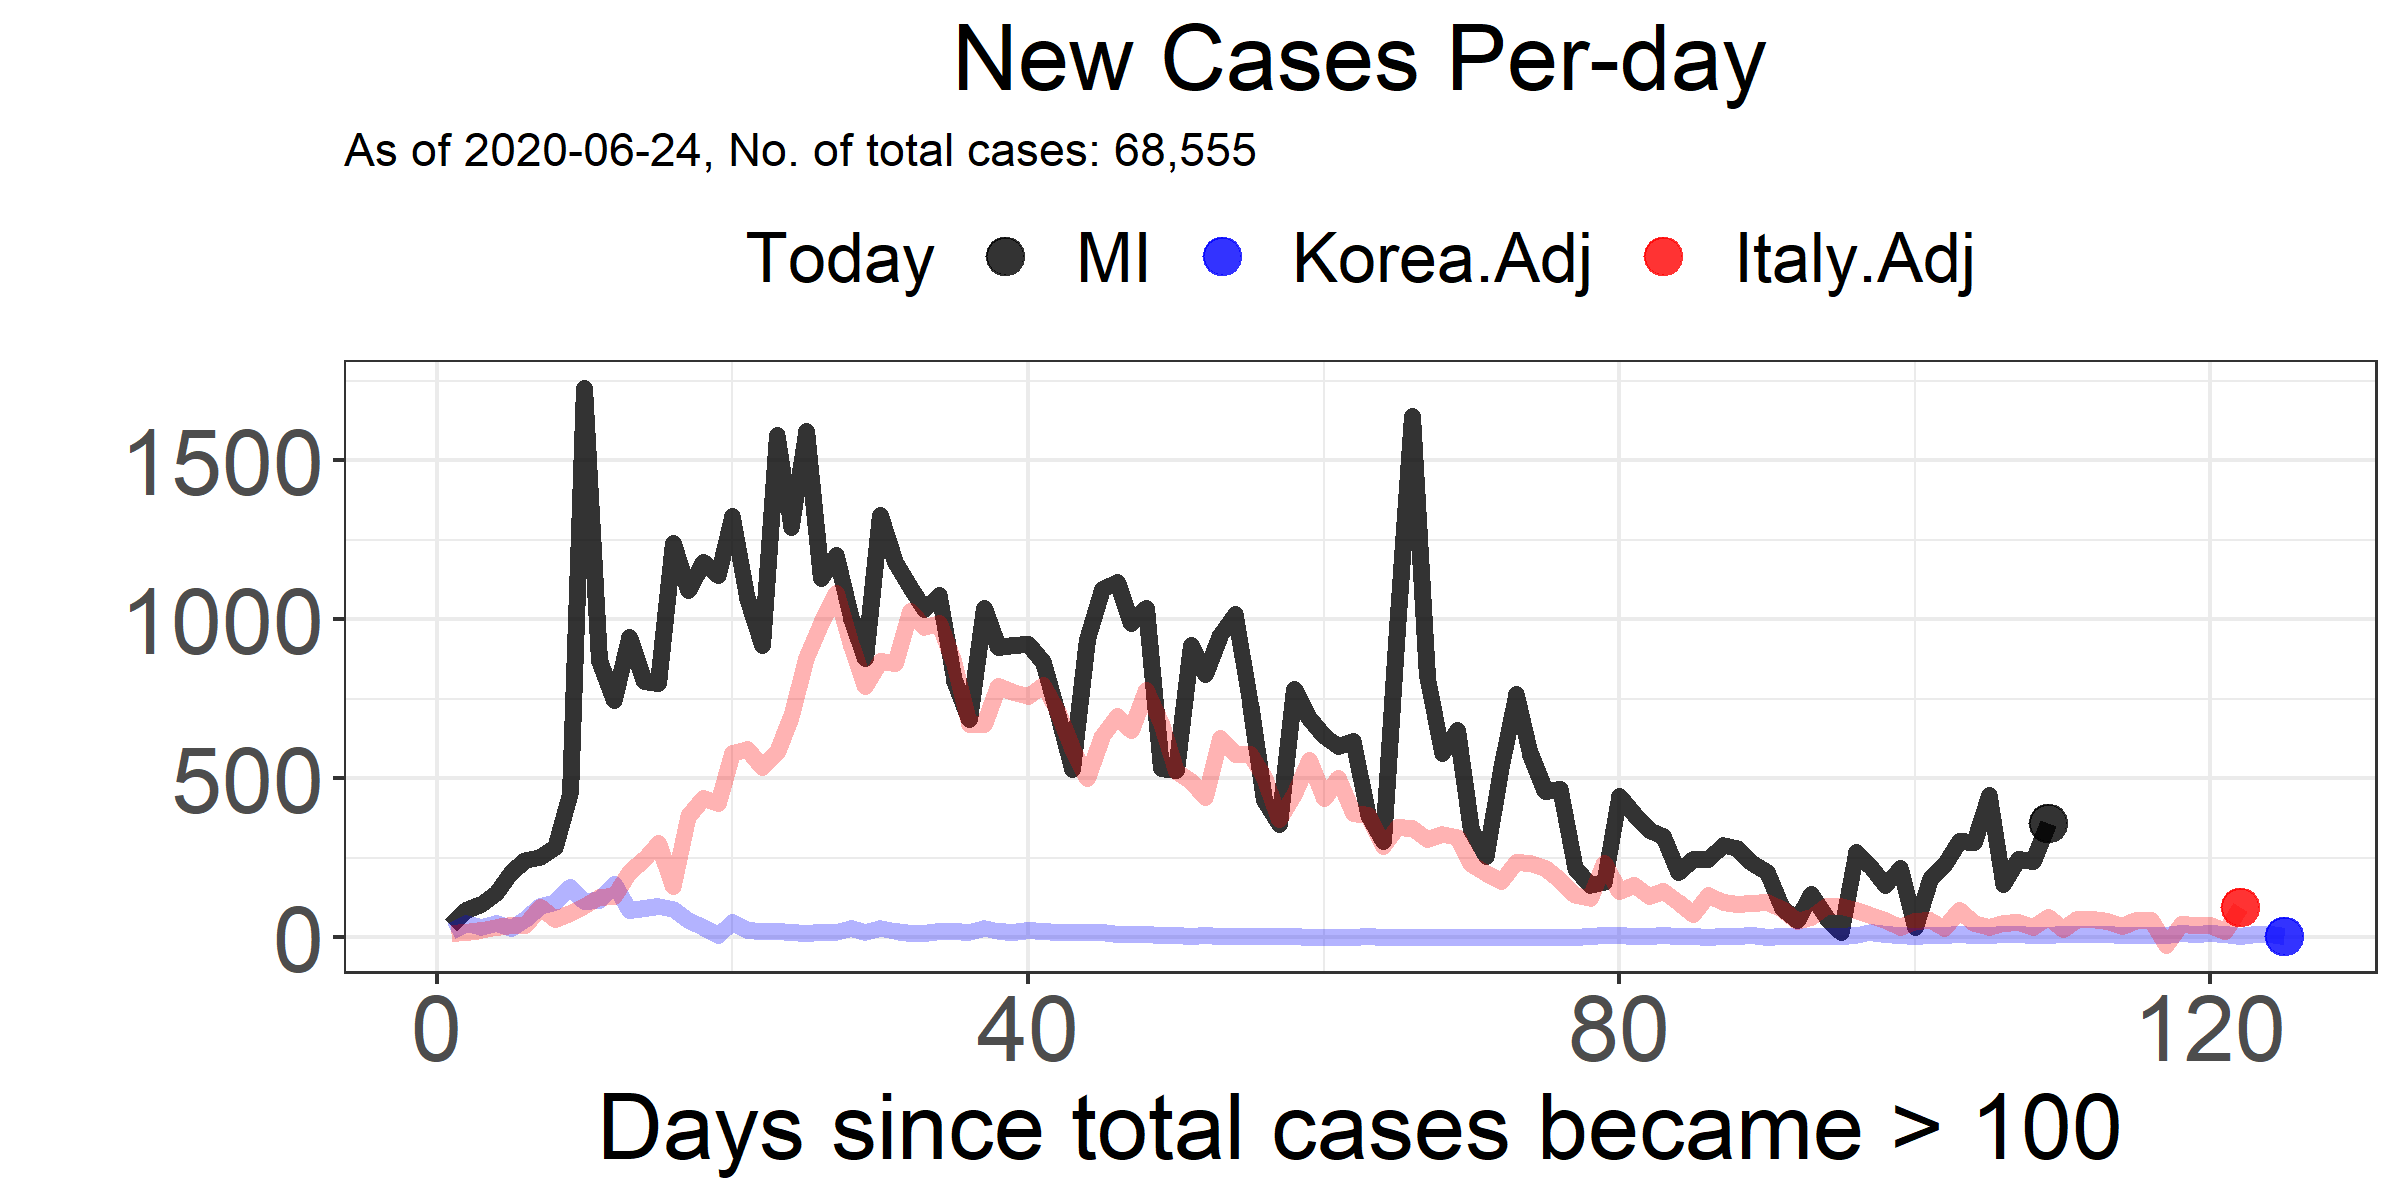 New Cases Per-day
As of 2020-06-24, No. of total cases: 68,555
Today MI Korea.Adj Italy.Adj
1500
1000
500
0
0 40 80 120
Days since total cases became > 100